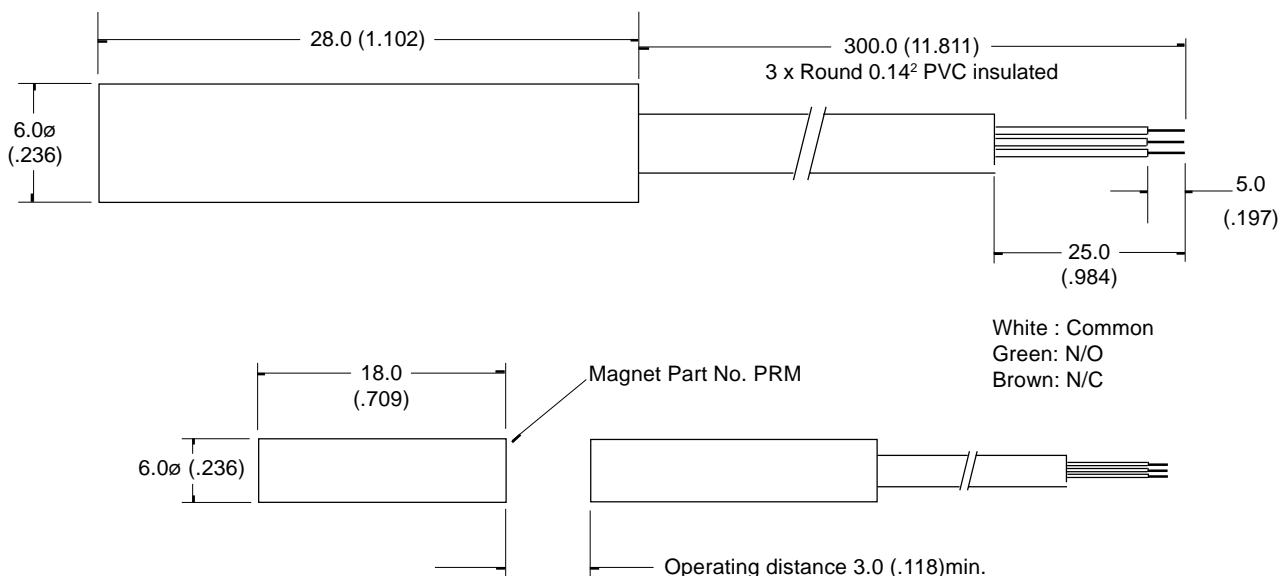 28.0 (1.102)
300.0 (11.811)
3 x Round 0.14² PVC insulated
6.0ø
(.236)
5.0
(.197)
25.0
(.984)
White : Common
Green: N/O
Brown: N/C
18.0
(.709)
Magnet Part No. PRM
6.0ø (.236)
Operating distance 3.0 (.118)min.